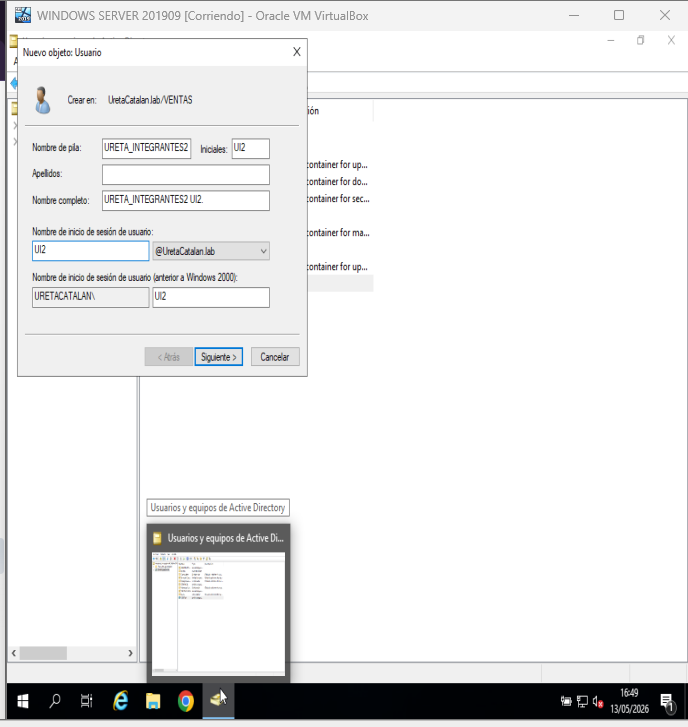 WINDOWS SERVER 201909 [Corriendo] - Oracle VM VirtualBox
Nuevo objeto: Usuario
Crear en: UretaCatalan.lab/VENTAS
Nombre de pila: URETA_INTEGRANTES2 Iniciales: UI2
Apellidos:
Nombre completo: URETA_INTEGRANTES2 UI2.
Nombre de inicio de sesión de usuario:
UI2 @UretaCatalan.lab
Nombre de inicio de sesión de usuario (anterior a Windows 2000):
URETACATALAN\ UI2
< Atrás Siguiente > Cancelar
ión
container for up...
container for do...
container for sec...
container for ma...
container for up...
Usuarios y equipos de Active Directory
Usuarios y equipos de Active Di...
16:49
13/05/2026
1